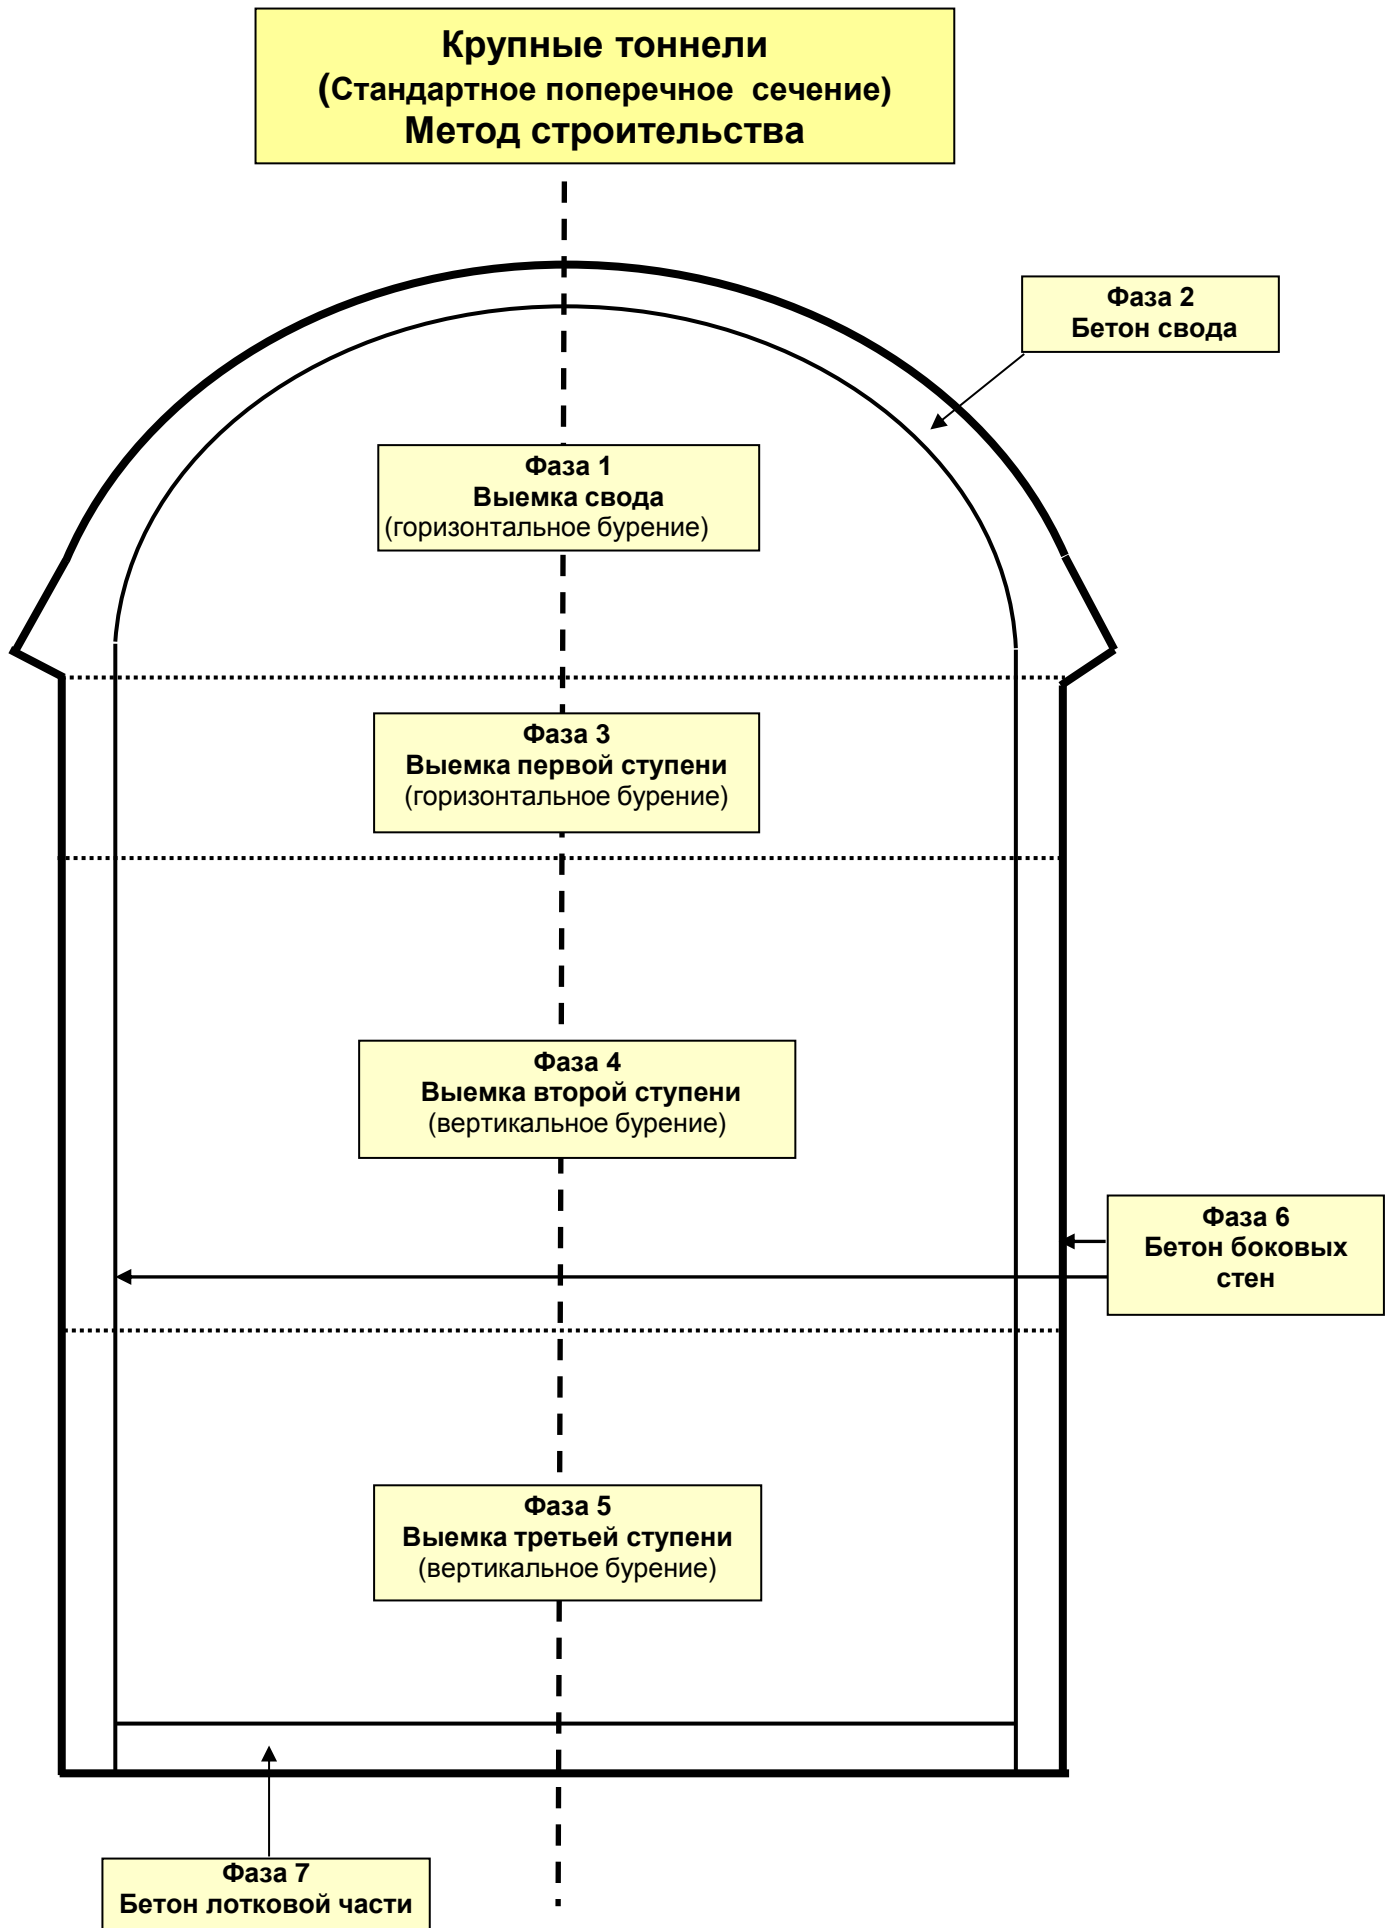 Крупные тоннели
(Стандартное поперечное сечение)
Метод строительства
Фаза 2
Бетон свода
Фаза 1
Выемка свода
(горизонтальное бурение)
Фаза 3
Выемка первой ступени
(горизонтальное бурение)
Фаза 4
Выемка второй ступени
(вертикальное бурение)
Фаза 6
Бетон боковых
стен
Фаза 5
Выемка третьей ступени
(вертикальное бурение)
Фаза 7
Бетон лотковой части